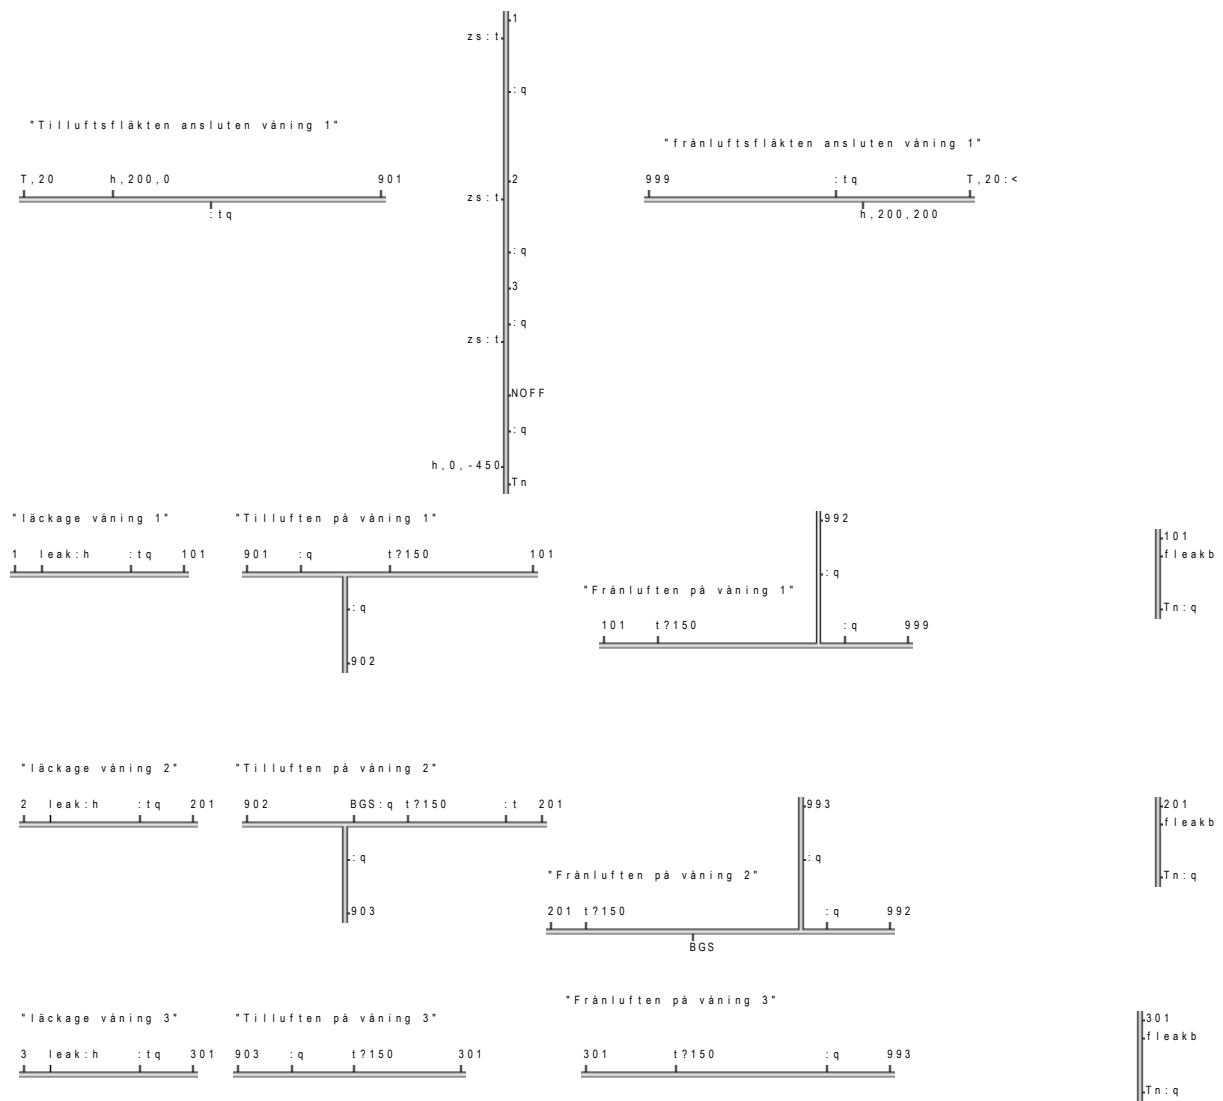 1
zs:t
:q
"Tilluftsfläkten ansluten våning 1"
"frånluftsfläkten ansluten våning 1"
T,20 h,200,0 901
2
999 :tq T,20:<
zs:t
:tq
h,200,200
:q
3
:q
zs:t
NOFF
:q
h,0,-450
Tn
"läckage våning 1" "Tilluften på våning 1"
992
101
1 leak:h :tq 101
901 :q t?150 101
fleakb
:q
"Frånluften på våning 1"
:q
Tn:q
101 t?150 :q 999
902
"läckage våning 2" "Tilluften på våning 2"
2 leak:h :tq 201
902 BGS:q t?150 :t 201
993
201
fleakb
:q
:q
"Frånluften på våning 2"
Tn:q
903
201 t?150 :q 992
BGS
"Frånluften på våning 3"
"läckage våning 3" "Tilluften på våning 3"
301
fleakb
3 leak:h :tq 301
903 :q t?150 301
301 t?150 :q 993
Tn:q